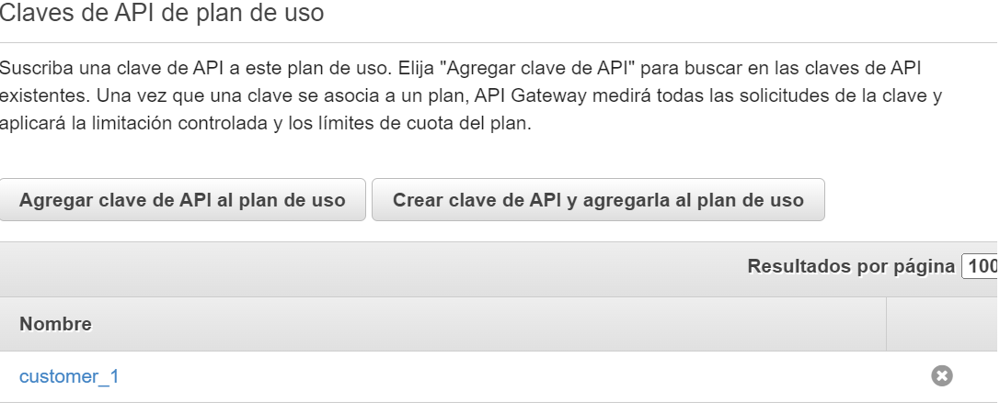 Claves de API de plan de uso
Suscriba una clave de API a este plan de uso. Elija "Agregar clave de API" para buscar en las claves de API
existentes. Una vez que una clave se asocia a un plan, API Gateway medirá todas las solicitudes de la clave y
aplicará la limitación controlada y los límites de cuota del plan.
Agregar clave de API al plan de uso Crear clave de API y agregarla al plan de uso
Resultados por página 100
Nombre
customer_1